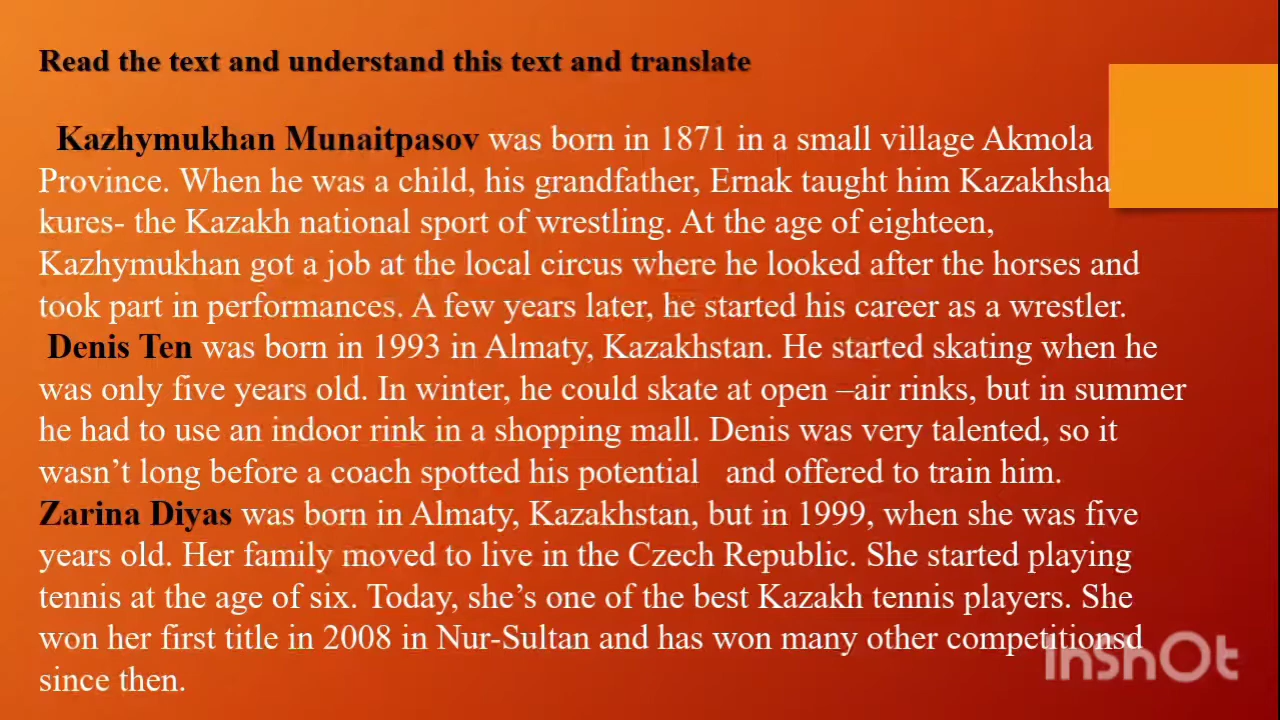 Read the text and understand this text and translate
Kazhymukhan Munaitpasov was born in 1871 in a small village Akmola
Province. When he was a child, his grandfather, Ernak taught him Kazakhsha
kures- the Kazakh national sport of wrestling. At the age of eighteen,
Kazhymukhan got a job at the local circus where he looked after the horses and
took part in performances. A few years later, he started his career as a wrestler.
Denis Ten was born in 1993 in Almaty, Kazakhstan. He started skating when he
was only five years old. In winter, he could skate at open –air rinks, but in summer
he had to use an indoor rink in a shopping mall. Denis was very talented, so it
wasn’t long before a coach spotted his potential   and offered to train him.
Zarina Diyas was born in Almaty, Kazakhstan, but in 1999, when she was five
years old. Her family moved to live in the Czech Republic. She started playing
tennis at the age of six. Today, she’s one of the best Kazakh tennis players. She
won her first title in 2008 in Nur-Sultan and has won many other competitionsd
since then.
InshOt